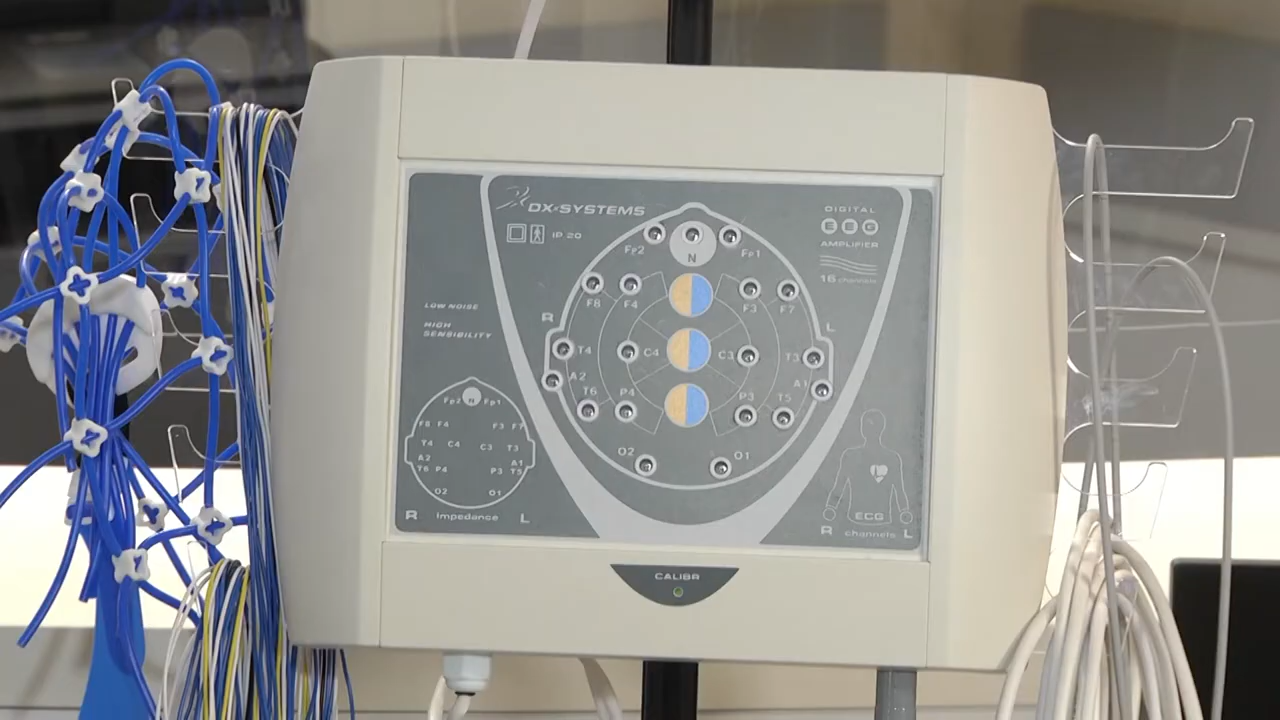 DX-SYSTEMS
IP 20
DIGITAL
EEG
AMPLIFIER
16 channels
LOW NOISE
HIGH
SENSIBILITY
Fp2 N Fp1
F8 F4 F3 F7
R L
T4 C4 C3 T3
A2 A1
T6 P4 P3 T5
O2 O1
Fp2 N Fp1
F8 F4 F3 F7
T4 C4 C3 T3
A2 A1
T6 P4 P3 T5
O2 O1
R Impedance L
ECG
R channels L
CALIBR